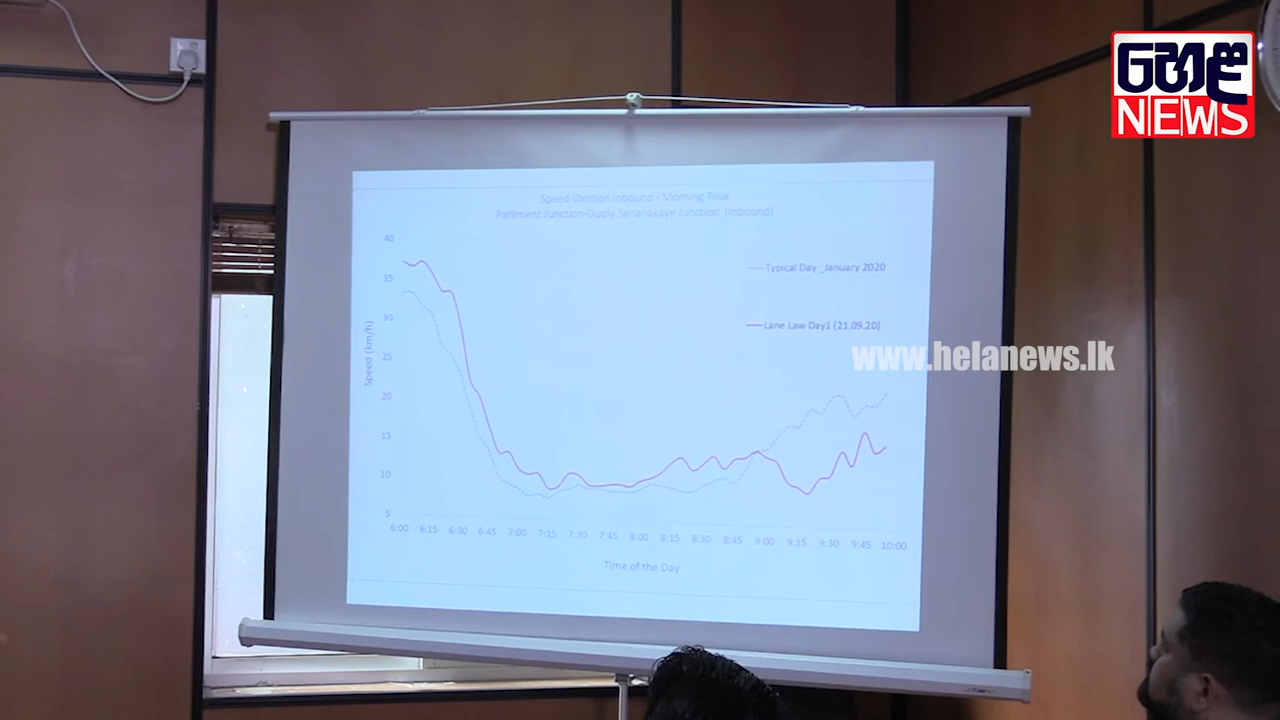 හෙළ
NEWS
Speed Varition Inbound - Morning Peak
Parliment Junction-Dudly Senanakaye Junction (Inbound)
40
35
30
25
20
15
10
5
Speed (km/h)
Typical Day _January 2020
Lane Law Day1 (21.09.20)
www.helanews.lk
6:00 6:15 6:30 6:45 7:00 7:15 7:30 7:45 8:00 8:15 8:30 8:45 9:00 9:15 9:30 9:45 10:00
Time of the Day